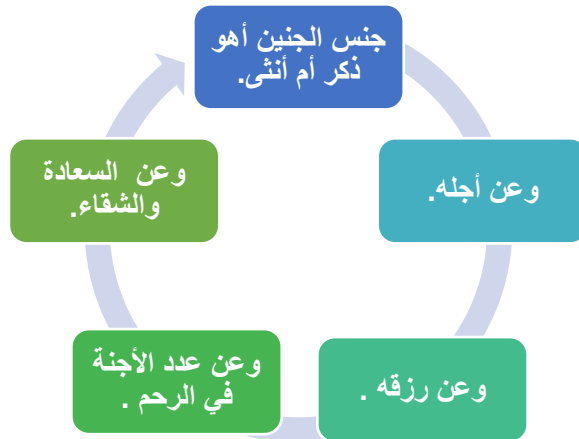 جنس الجنين أهو
ذكر أم أنثى.
وعن أجله.
وعن رزقه .
وعن عدد الأجنة
في الرحم .
وعن السعادة
والشقاء.